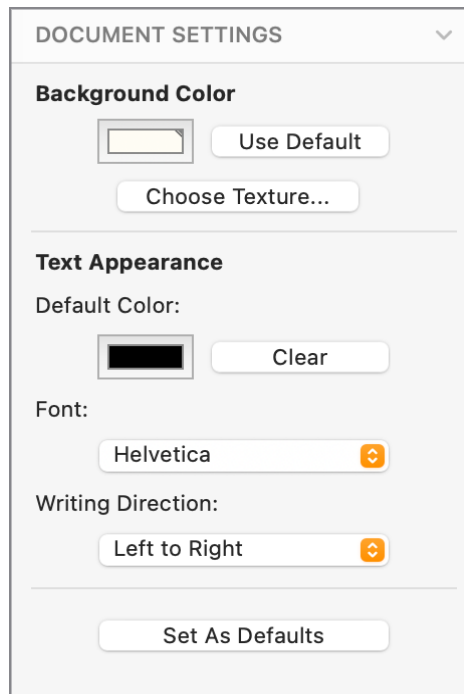 DOCUMENT SETTINGS
Background Color
Use Default
Choose Texture...
Text Appearance
Default Color:
Clear
Font:
Helvetica
Writing Direction:
Left to Right
Set As Defaults